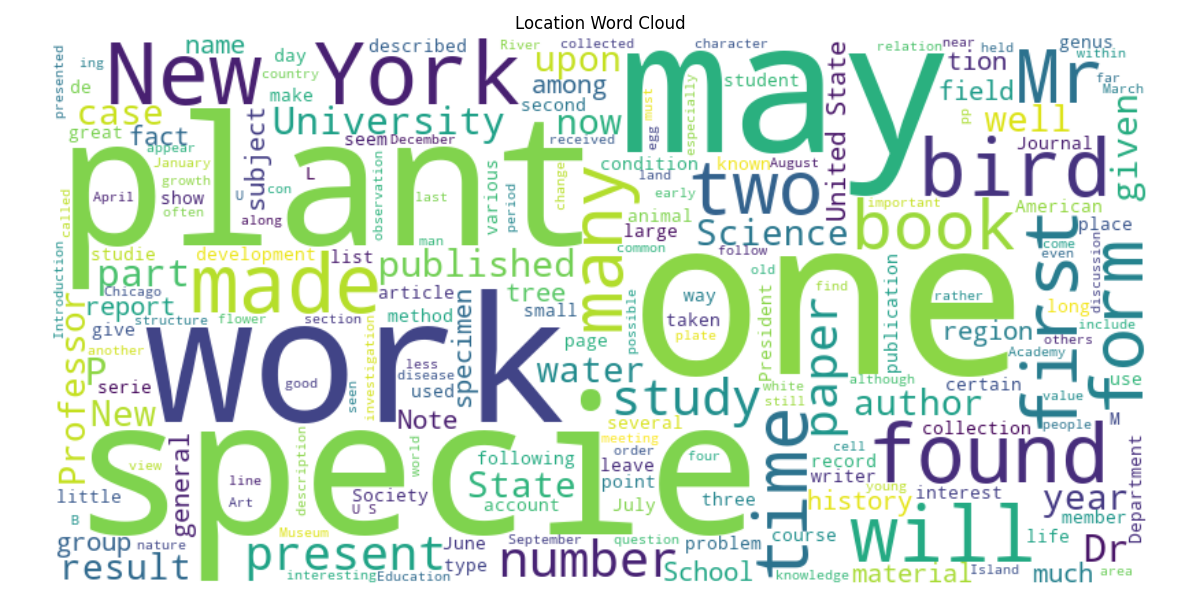 Location Word Cloud
presented
ing
New York
name
day
country
described
River
collected
character
relation
near
held
genus
within
far
March
de
make
upon
among
second
may
student
especially
must
egg
tion
field
Mr
case
great
fact
appear
subject
University
seem
December
received
now
United State
pp
well
Journal
given
January
growth
often
show
April
called
plant
U
con
L
along
observation
last
various
period
change
condition
land
early
known
August
two
bird
important
American
place
many
animal
large
common
Science
follow
book
first
come
even
discussion
form
Introduction
studie
development
list
man
published
part
made
Chicago
report
structure
flower
section
article
method
tree
small
specimen
page
possible
old
way
taken
plate
President
one
find
rather
publication
region
long
include
others
Academy
Professor
give
another
P
serie
New
work
good
seen
investigation
less
disease
used
Note
water
study
white
still
paper
although
author
certain
value
people
use
M
specie
general
view
line
Art
description
world
Society
U S
following
State
account
several
meeting
order
leave
point
four
three
July
time
cell
record
writer
young
history
found
collection
interest
year
Department
member
little
B
group
nature
result
Museum
present
interesting
Education
June
type
September
number
question
problem
School
course
knowledge
will
material
Island
life
much
Dr
area